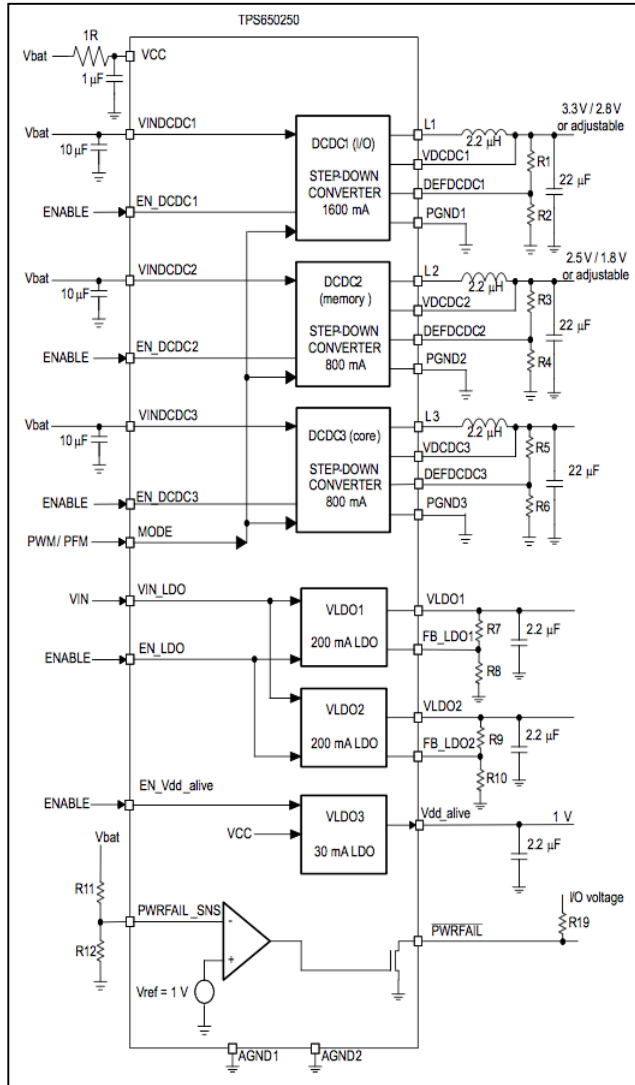 TPS650250
1R
Vbat
VCC
1 μF
Vbat
VINDCDC1
10 μF
ENABLE
EN_DCDC1
DCDC1 (I/O)
STEP-DOWN
CONVERTER
1600 mA
L1
2.2 μH
3.3 V / 2.8 V
or adjustable
VDCDC1
R1
DEFDCDC1
22 μF
R2
PGND1
Vbat
VINDCDC2
10 μF
ENABLE
EN_DCDC2
DCDC2
(memory)
STEP-DOWN
CONVERTER
800 mA
L2
2.2 μH
2.5 V / 1.8 V
or adjustable
VDCDC2
R3
DEFDCDC2
22 μF
R4
PGND2
Vbat
VINDCDC3
10 μF
ENABLE
EN_DCDC3
DCDC3 (core)
STEP-DOWN
CONVERTER
800 mA
L3
2.2 μH
VDCDC3
R5
DEFDCDC3
22 μF
R6
PGND3
PWM/ PFM
MODE
VIN
VIN_LDO
ENABLE
EN_LDO
VLDO1
200 mA LDO
VLDO1
R7
2.2 μF
FB_LDO1
R8
VLDO2
200 mA LDO
VLDO2
R9
2.2 μF
FB_LDO2
R10
ENABLE
EN_Vdd_alive
VCC
VLDO3
30 mA LDO
Vdd_alive
1 V
2.2 μF
Vbat
R11
PWRFAIL_SNS
R12
-
+
Vref = 1 V
I/O voltage
R19
PWRFAIL
AGND1
AGND2